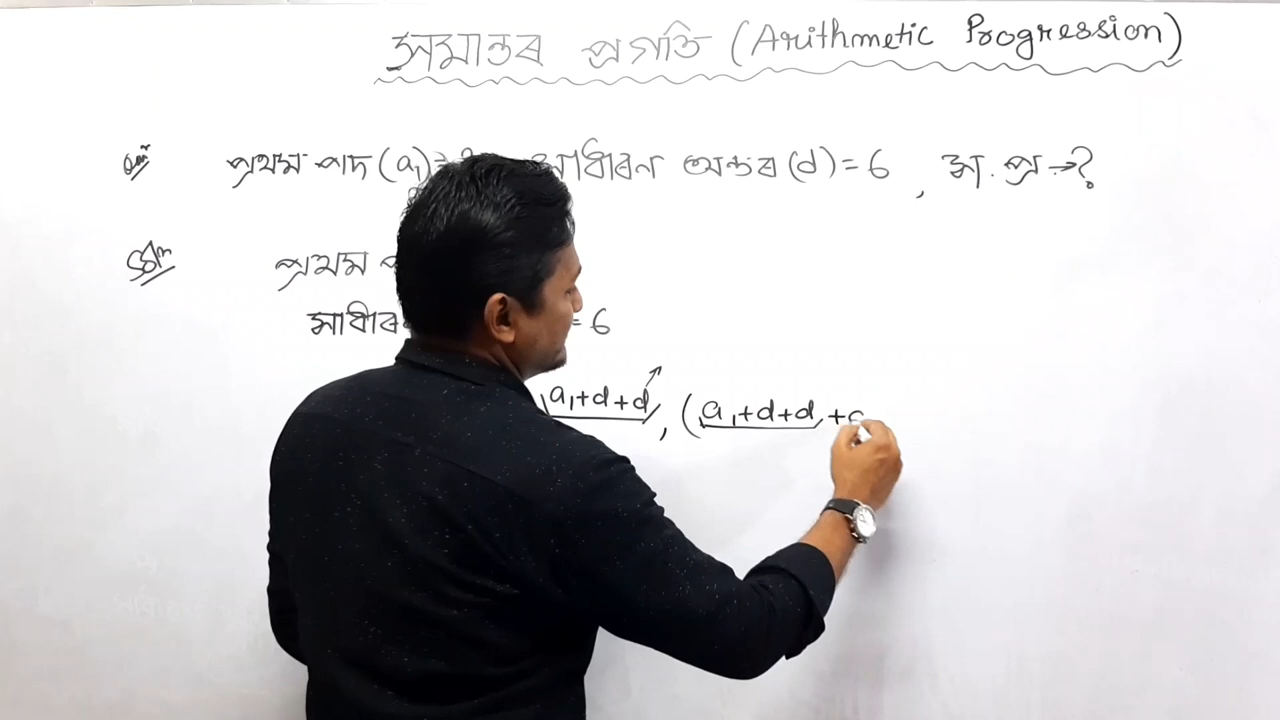 সমান্তৰ প্ৰগতি (Arithmetic Progression)
প্ৰথম পদ (a₁) = সাধাৰণ অন্তৰ (d) = 6 , স. প্ৰ → ?
প্ৰথম
= 6
a₁+d+d , (a₁+d+d +